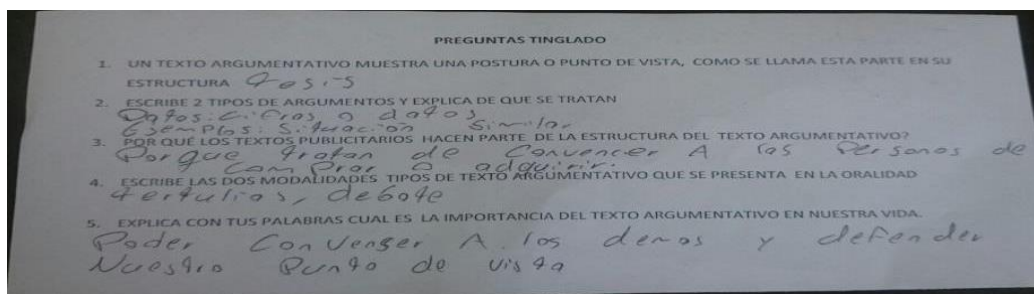 PREGUNTAS TINGLADO
1. UN TEXTO ARGUMENTATIVO MUESTRA UNA POSTURA O PUNTO DE VISTA, COMO SE LLAMA ESTA PARTE EN SU
ESTRUCTURA tesis
2. ESCRIBE 2 TIPOS DE ARGUMENTOS Y EXPLICA DE QUE SE TRATAN
Datos: cifras o datos
Ejemplos: Situación Similar
3. POR QUÉ LOS TEXTOS PUBLICITARIOS HACEN PARTE DE LA ESTRUCTURA DEL TEXTO ARGUMENTATIVO?
Porque tratan de Convencer A las Personas de
Comprar o adquirir.
4. ESCRIBE LAS DOS MODALIDADES TIPOS DE TEXTO ARGUMENTATIVO QUE SE PRESENTA EN LA ORALIDAD
tertulias, debate
5. EXPLICA CON TUS PALABRAS CUAL ES LA IMPORTANCIA DEL TEXTO ARGUMENTATIVO EN NUESTRA VIDA.
Poder Convenser A los demas y defender
Nuestro Punto de vista